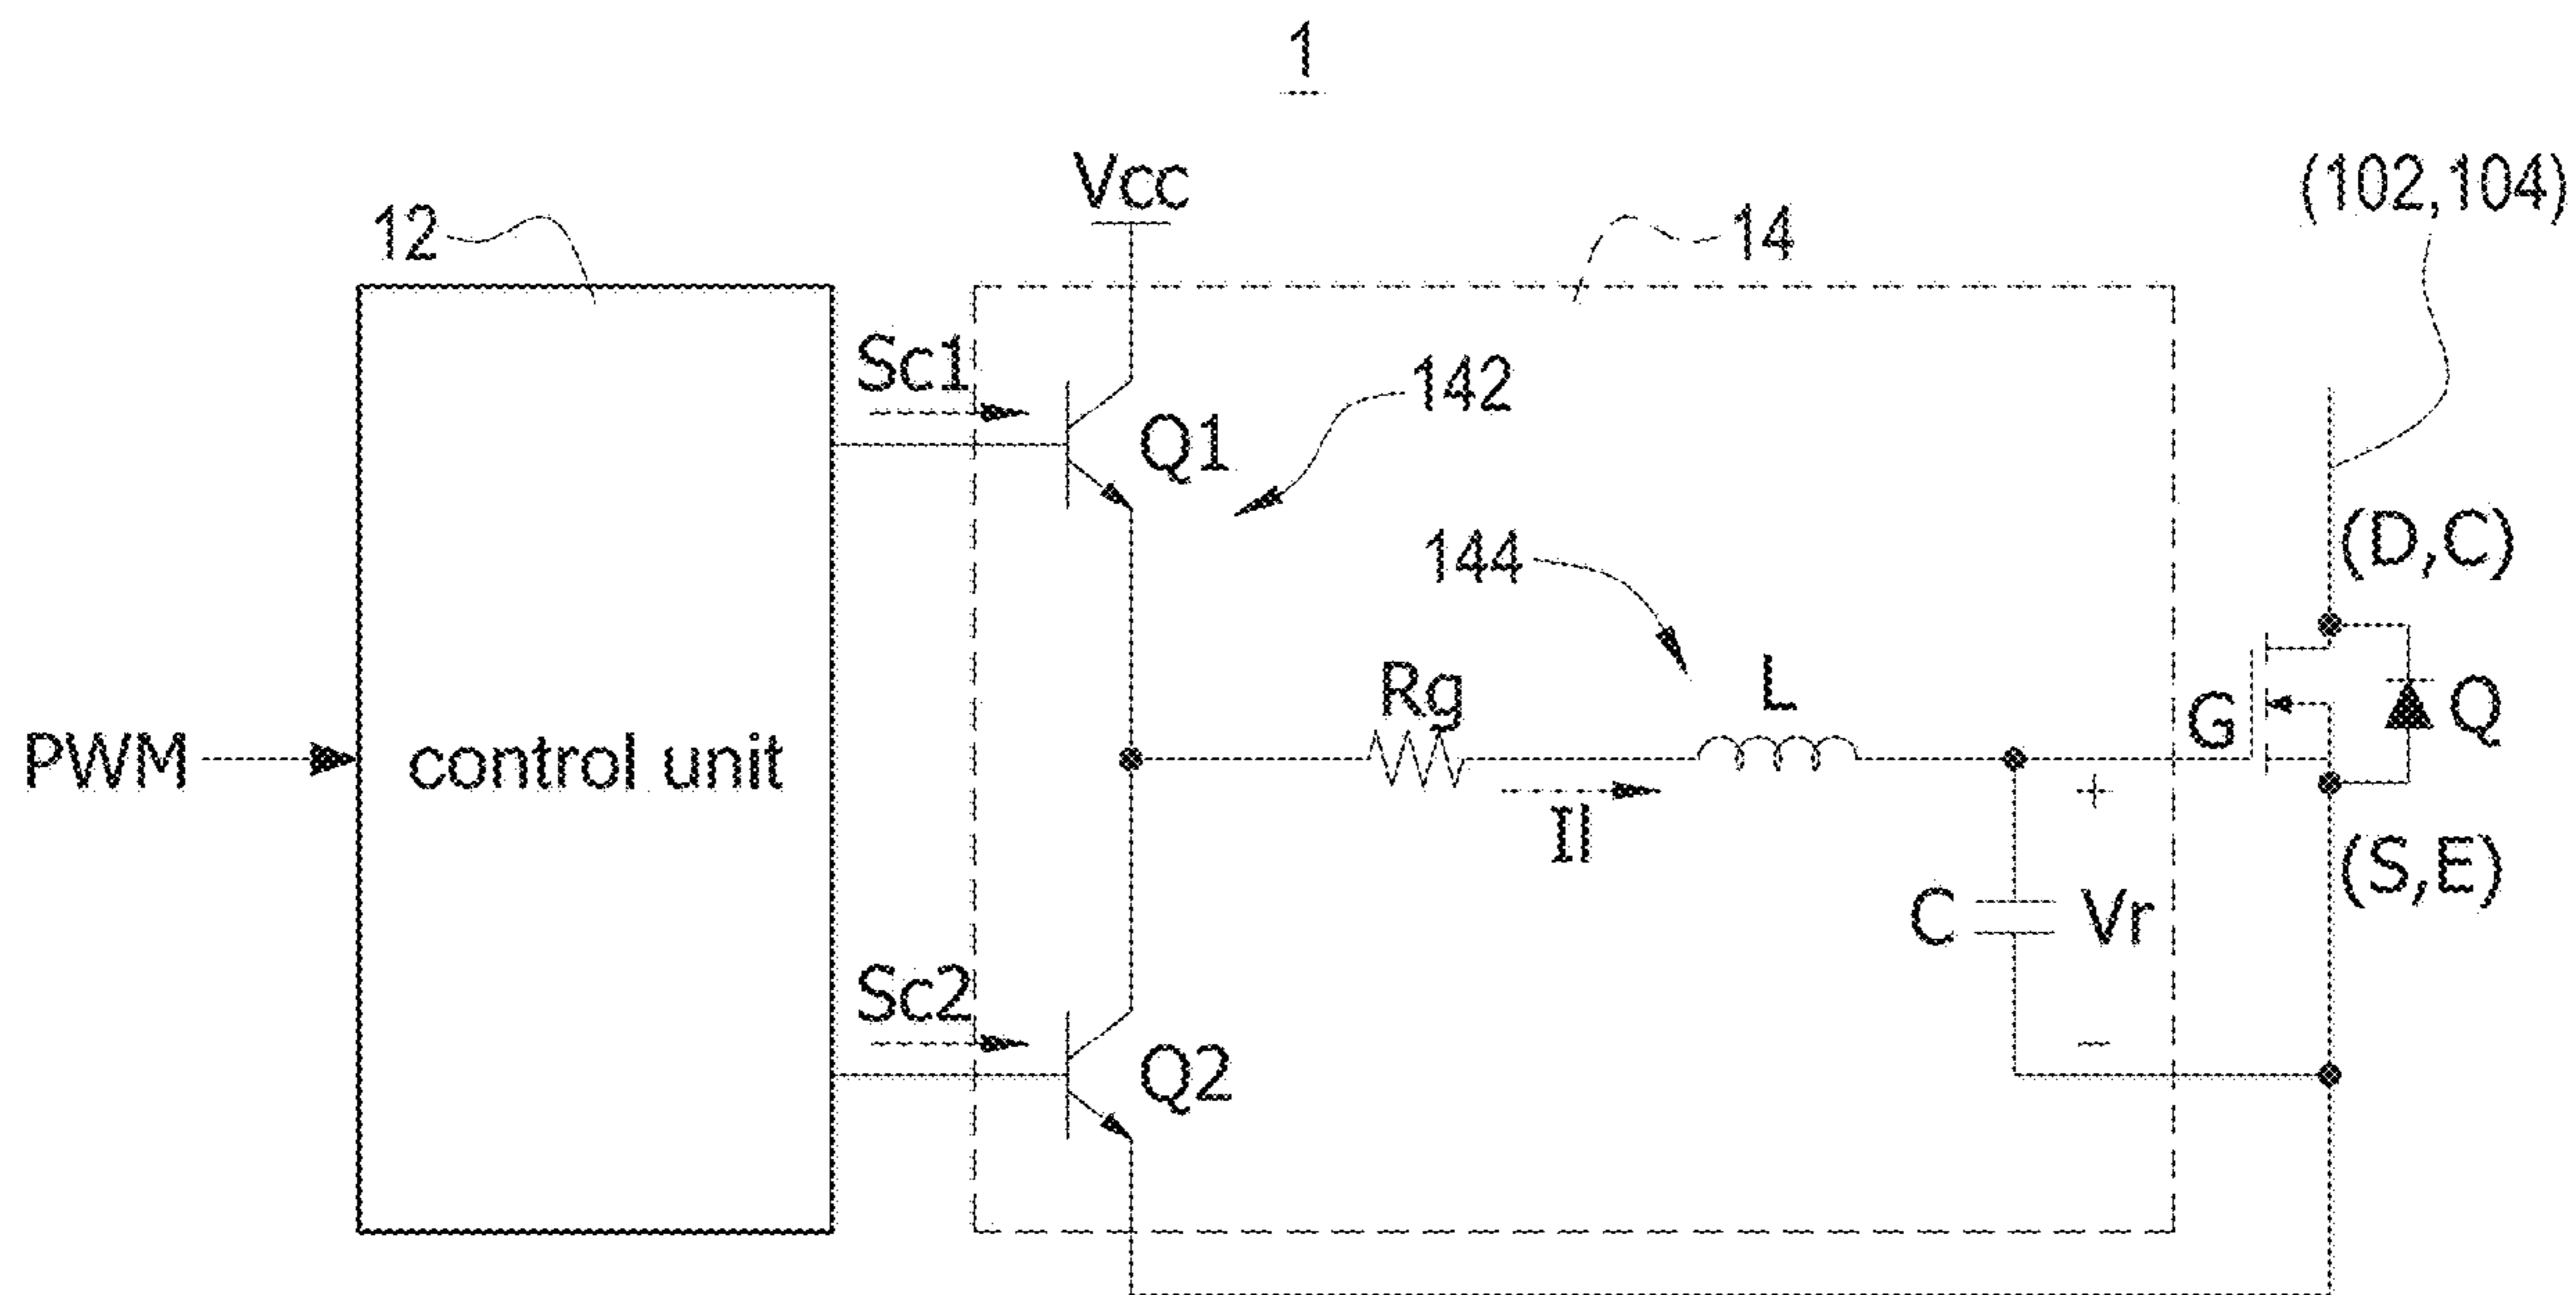 1
Vcc
(102,104)
12
14
Sc1
142
Q1
(D,C)
144
Rg
L
G
Q
PWM
control unit
+
Il
(S,E)
C
Vr
Sc2
−
Q2